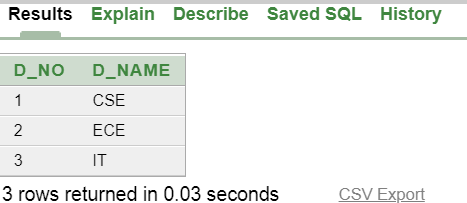 Results Explain Describe Saved SQL History
D_NO D_NAME
1 CSE
2 ECE
3 IT
3 rows returned in 0.03 seconds CSV Export